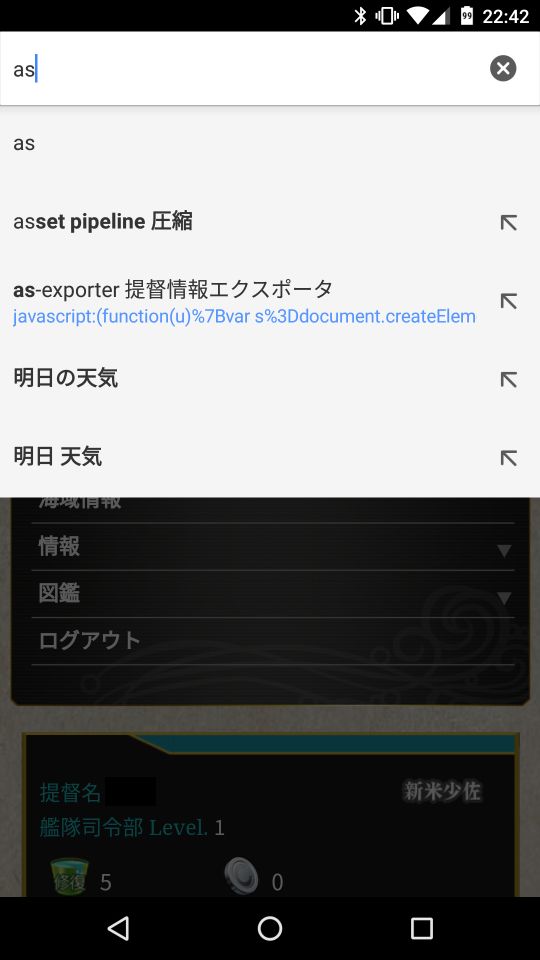 99 22:42
as
as
asset pipeline 圧縮
as-exporter 提督情報エクスポータ
javascript:(function(u)%7Bvar s%3Ddocument.createElem
明日の天気
明日 天気
海域情報
情報
図鑑
ログアウト
提督名
新米少佐
艦隊司令部 Level. 1
修復 5 0